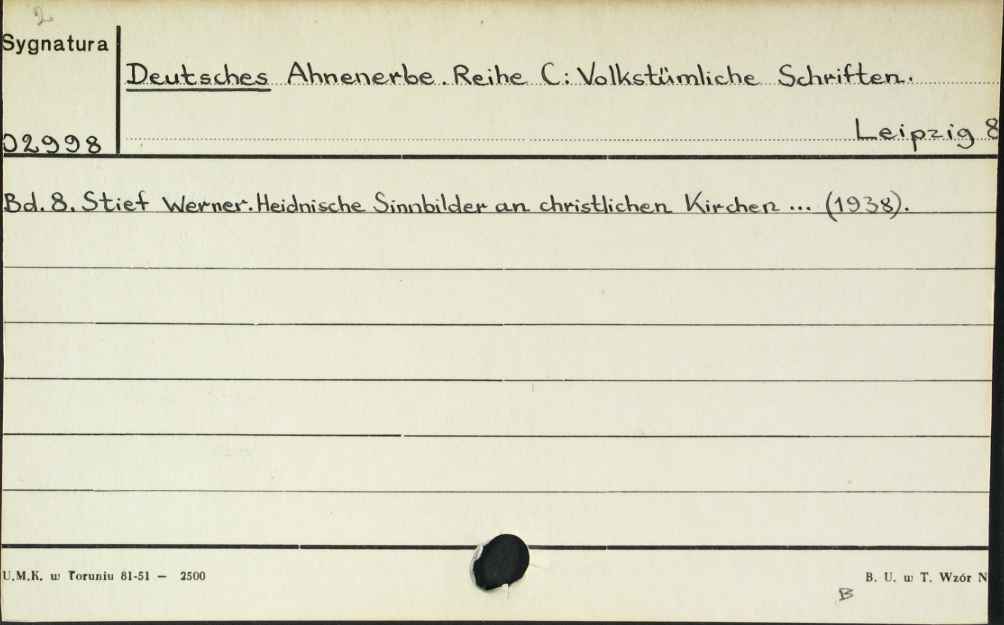 2
Sygnatura
Deutsches Ahnenerbe. Reihe C: Volkstümliche Schriften.
02998
Leipzig 8
Bd. 8. Stief Werner. Heidnische Sinnbilder an christlichen Kirchen ... (1938).
U.M.K. w Toruniu 81-51 — 2500
B. U. w T. Wzór N
B